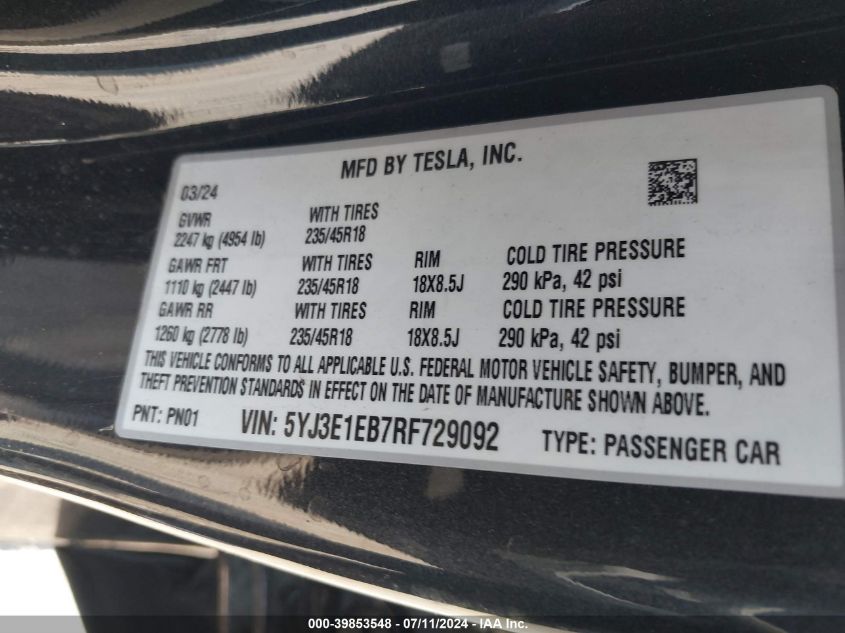 MFD BY TESLA, INC.
03/24
GVWR WITH TIRES
2247 kg (4954 lb) 235/45R18
GAWR FRT WITH TIRES RIM COLD TIRE PRESSURE
1110 kg (2447 lb) 235/45R18 18X8.5J 290 kPa, 42 psi
GAWR RR WITH TIRES RIM COLD TIRE PRESSURE
1260 kg (2778 lb) 235/45R18 18X8.5J 290 kPa, 42 psi
THIS VEHICLE CONFORMS TO ALL APPLICABLE U.S. FEDERAL MOTOR VEHICLE SAFETY, BUMPER, AND
THEFT PREVENTION STANDARDS IN EFFECT ON THE DATE OF MANUFACTURE SHOWN ABOVE.
PNT: PN01 VIN: 5YJ3E1EB7RF729092 TYPE: PASSENGER CAR
000-39853548 - 07/11/2024 - IAA Inc.